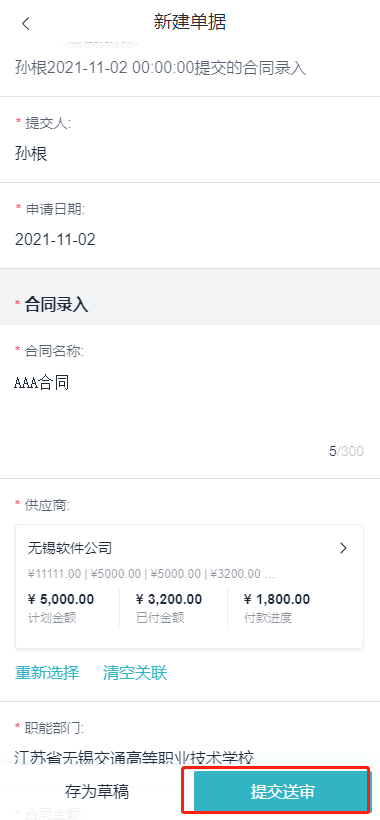 新建单据
孙根2021-11-02 00:00:00提交的合同录入
* 提交人:
孙根
* 申请日期:
2021-11-02
* 合同录入
* 合同名称:
AAA合同
5/300
* 供应商:
无锡软件公司
¥11111.00 | ¥5000.00 | ¥5000.00 | ¥3200.00 ...
¥ 5,000.00 ¥ 3,200.00 ¥ 1,800.00
计划金额 已付金额 付款进度
重新选择 清空关联
* 职能部门:
江苏省无锡交通高等职业技术学校
存为草稿 提交送审
* 合同金额